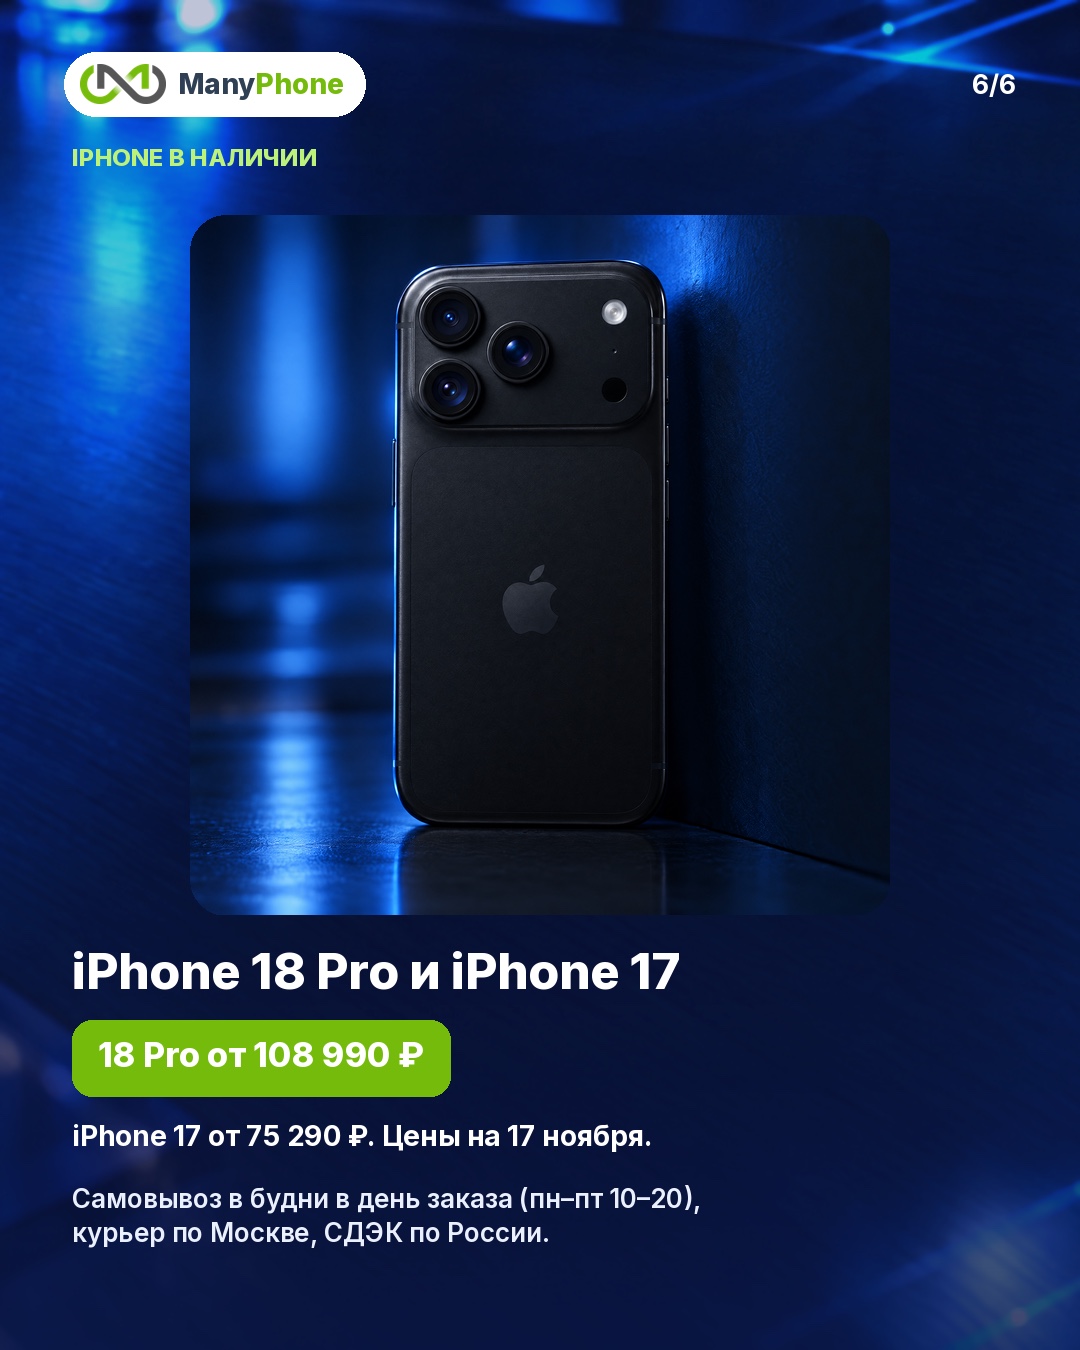 ManyPhone
6/6
IPHONE В НАЛИЧИИ
iPhone 18 Pro и iPhone 17
18 Pro от 108 990 ₽
iPhone 17 от 75 290 ₽. Цены на 17 ноября.
Самовывоз в будни в день заказа (пн–пт 10–20),
курьер по Москве, СДЭК по России.